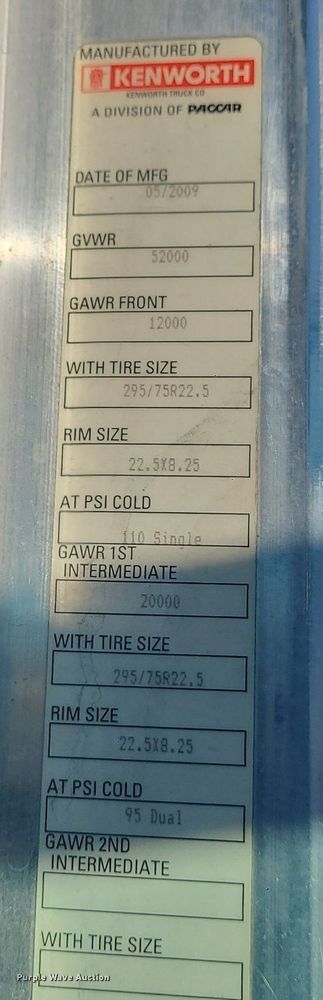 MANUFACTURED BY
KENWORTH
KENWORTH TRUCK CO
A DIVISION OF PACCAR
DATE OF MFG
05/2009
GVWR
52000
GAWR FRONT
12000
WITH TIRE SIZE
295/75R22.5
RIM SIZE
22.5X8.25
AT PSI COLD
110 Single
GAWR 1ST
INTERMEDIATE
20000
WITH TIRE SIZE
295/75R22.5
RIM SIZE
22.5X8.25
AT PSI COLD
95 Dual
GAWR 2ND
INTERMEDIATE
WITH TIRE SIZE
Purple Wave Auction